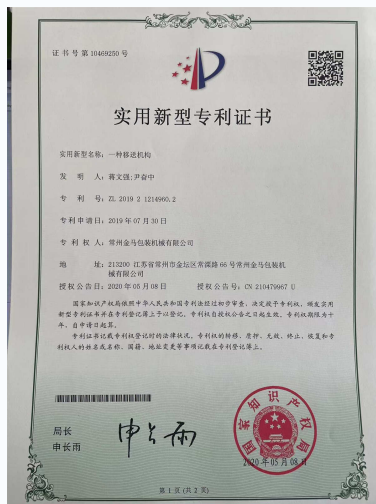 证书号第10469250号
实用新型专利证书
实用新型名称：一种移送机构
发明人：蒋文强;尹奋中
专利号：ZL 2019 2 1214960.2
专利申请日：2019年07月30日
专利权人：常州金马包装机械有限公司
地址：213200 江苏省常州市金坛区常溧路66号常州金马包装机
械有限公司
授权公告日：2020年05月08日 授权公告号：CN 210479967 U
国家知识产权局依照中华人民共和国专利法经过初步审查，决定授予专利权，颁发实用
新型专利证书并在专利登记簿上予以登记。专利权自授权公告之日起生效。专利权期限为十
年，自申请日起算。
专利证书记载专利权登记时的法律状况。专利权的转移、质押、无效、终止、恢复和专利
权人的姓名或名称、国籍、地址变更等事项记载在专利登记簿上。
局长
申长雨
申长雨
国家知识产权局
2020年05月08日
第1页(共2页)